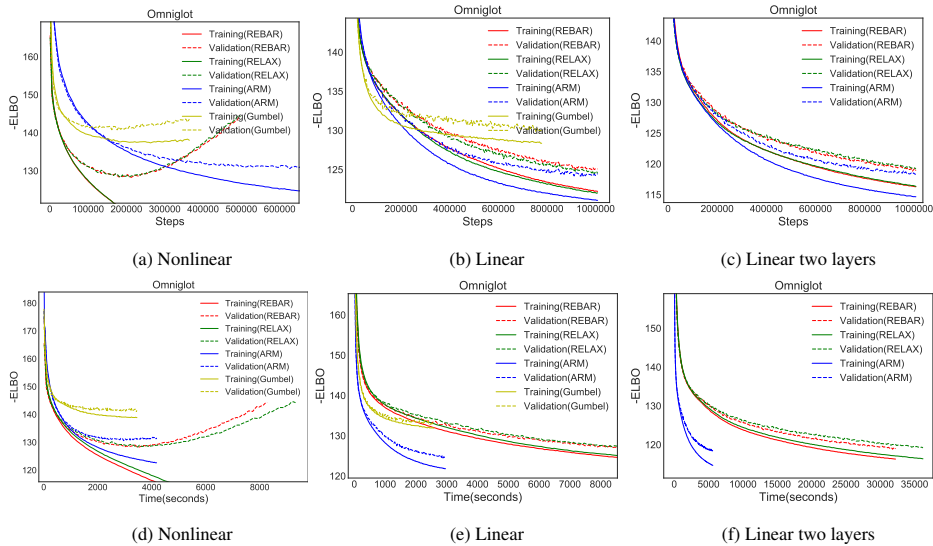 Omniglot
-ELBO
160
150
140
130
0 100000 200000 300000 400000 500000 600000
Steps
Training(REBAR)
Validation(REBAR)
Training(RELAX)
Validation(RELAX)
Training(ARM)
Validation(ARM)
Training(Gumbel)
Validation(Gumbel)
(a) Nonlinear
Omniglot
-ELBO
140
135
130
125
0 200000 400000 600000 800000 1000000
Steps
Training(REBAR)
Validation(REBAR)
Training(RELAX)
Validation(RELAX)
Training(ARM)
Validation(ARM)
Training(Gumbel)
Validation(Gumbel)
(b) Linear
Omniglot
-ELBO
140
135
130
125
120
115
0 200000 400000 600000 800000 1000000
Steps
Training(REBAR)
Validation(REBAR)
Training(RELAX)
Validation(RELAX)
Training(ARM)
Validation(ARM)
(c) Linear two layers
Omniglot
-ELBO
180
170
160
150
140
130
120
0 2000 4000 6000 8000
Time(seconds)
Training(REBAR)
Validation(REBAR)
Training(RELAX)
Validation(RELAX)
Training(ARM)
Validation(ARM)
Training(Gumbel)
Validation(Gumbel)
(d) Nonlinear
Omniglot
-ELBO
160
150
140
130
120
0 1000 2000 3000 4000 5000 6000 7000 8000
Time(seconds)
Training(REBAR)
Validation(REBAR)
Training(RELAX)
Validation(RELAX)
Training(ARM)
Validation(ARM)
Training(Gumbel)
Validation(Gumbel)
(e) Linear
Omniglot
-ELBO
150
140
130
120
0 5000 10000 15000 20000 25000 30000 35000
Time(seconds)
Training(REBAR)
Validation(REBAR)
Training(RELAX)
Validation(RELAX)
Training(ARM)
Validation(ARM)
(f) Linear two layers